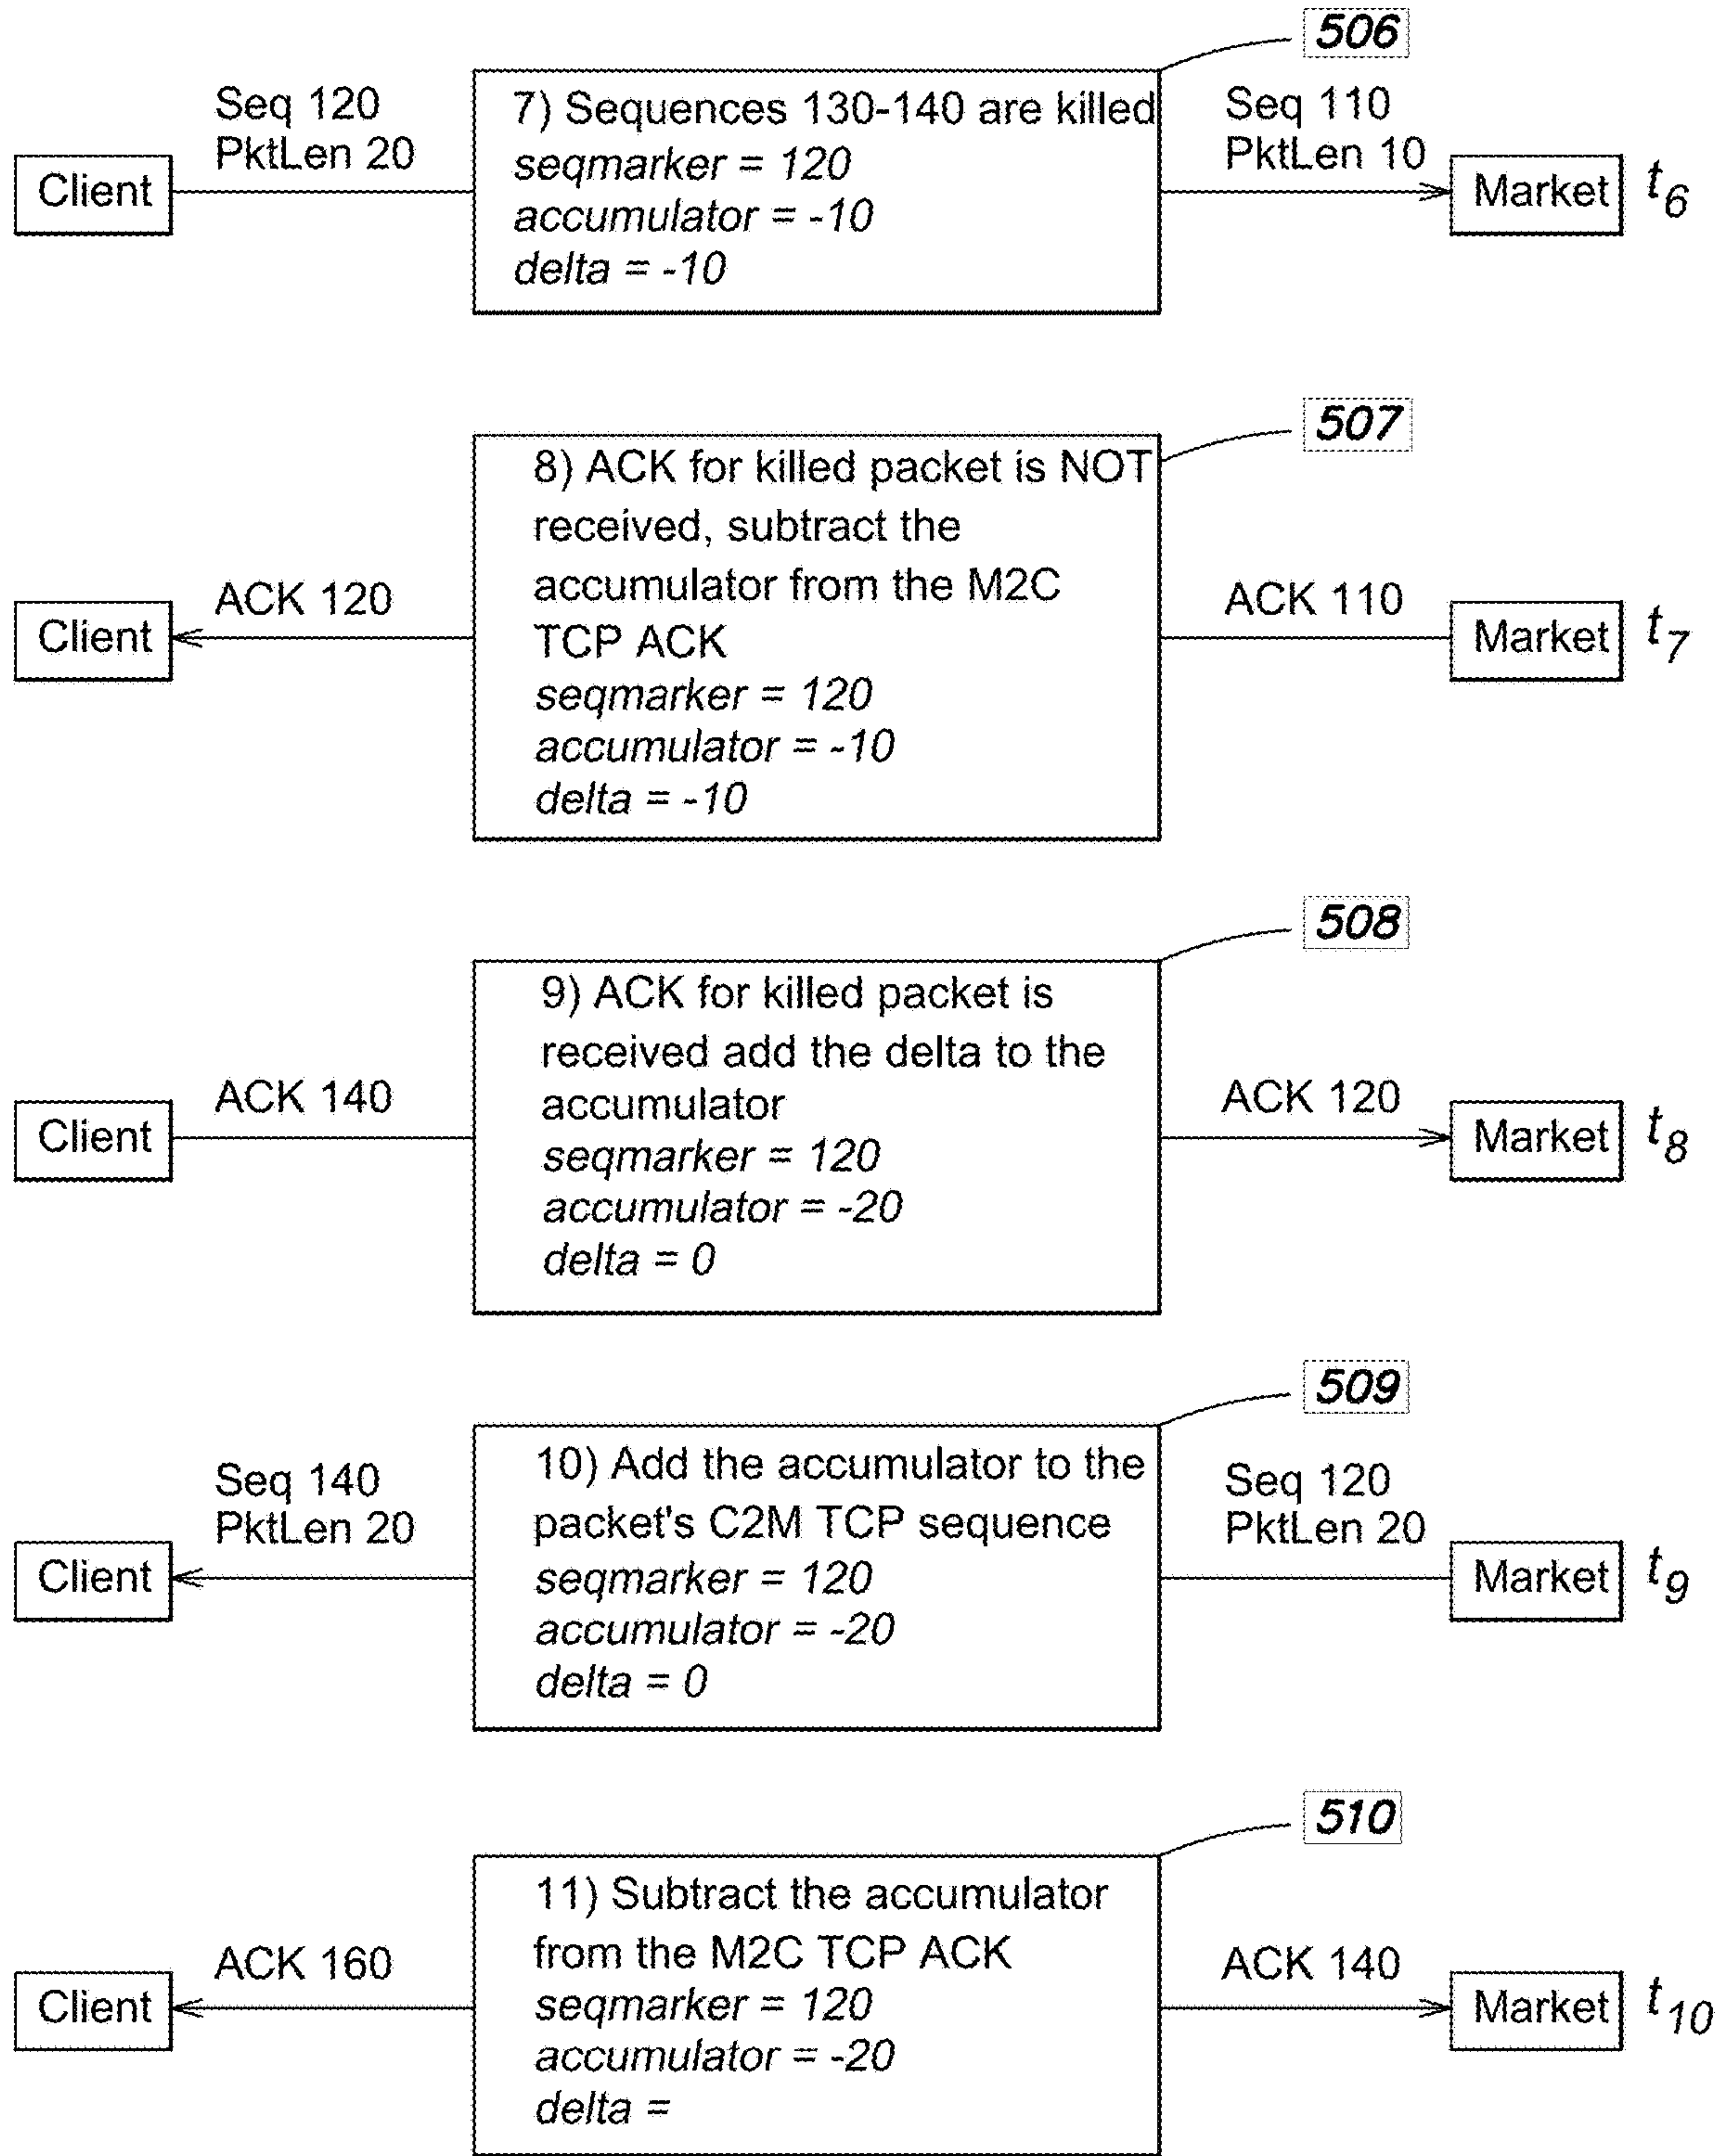 506
Seq 120
PktLen 20
Client
7) Sequences 130-140 are killed
seqmarker = 120
accumulator = -10
delta = -10
Seq 110
PktLen 10
Market
t6
507
ACK 120
Client
8) ACK for killed packet is NOT
received, subtract the
accumulator from the M2C
TCP ACK
seqmarker = 120
accumulator = -10
delta = -10
ACK 110
Market
t7
508
ACK 140
Client
9) ACK for killed packet is
received add the delta to the
accumulator
seqmarker = 120
accumulator = -20
delta = 0
ACK 120
Market
t8
509
Seq 140
PktLen 20
Client
10) Add the accumulator to the
packet's C2M TCP sequence
seqmarker = 120
accumulator = -20
delta = 0
Seq 120
PktLen 20
Market
t9
510
ACK 160
Client
11) Subtract the accumulator
from the M2C TCP ACK
seqmarker = 120
accumulator = -20
delta =
ACK 140
Market
t10